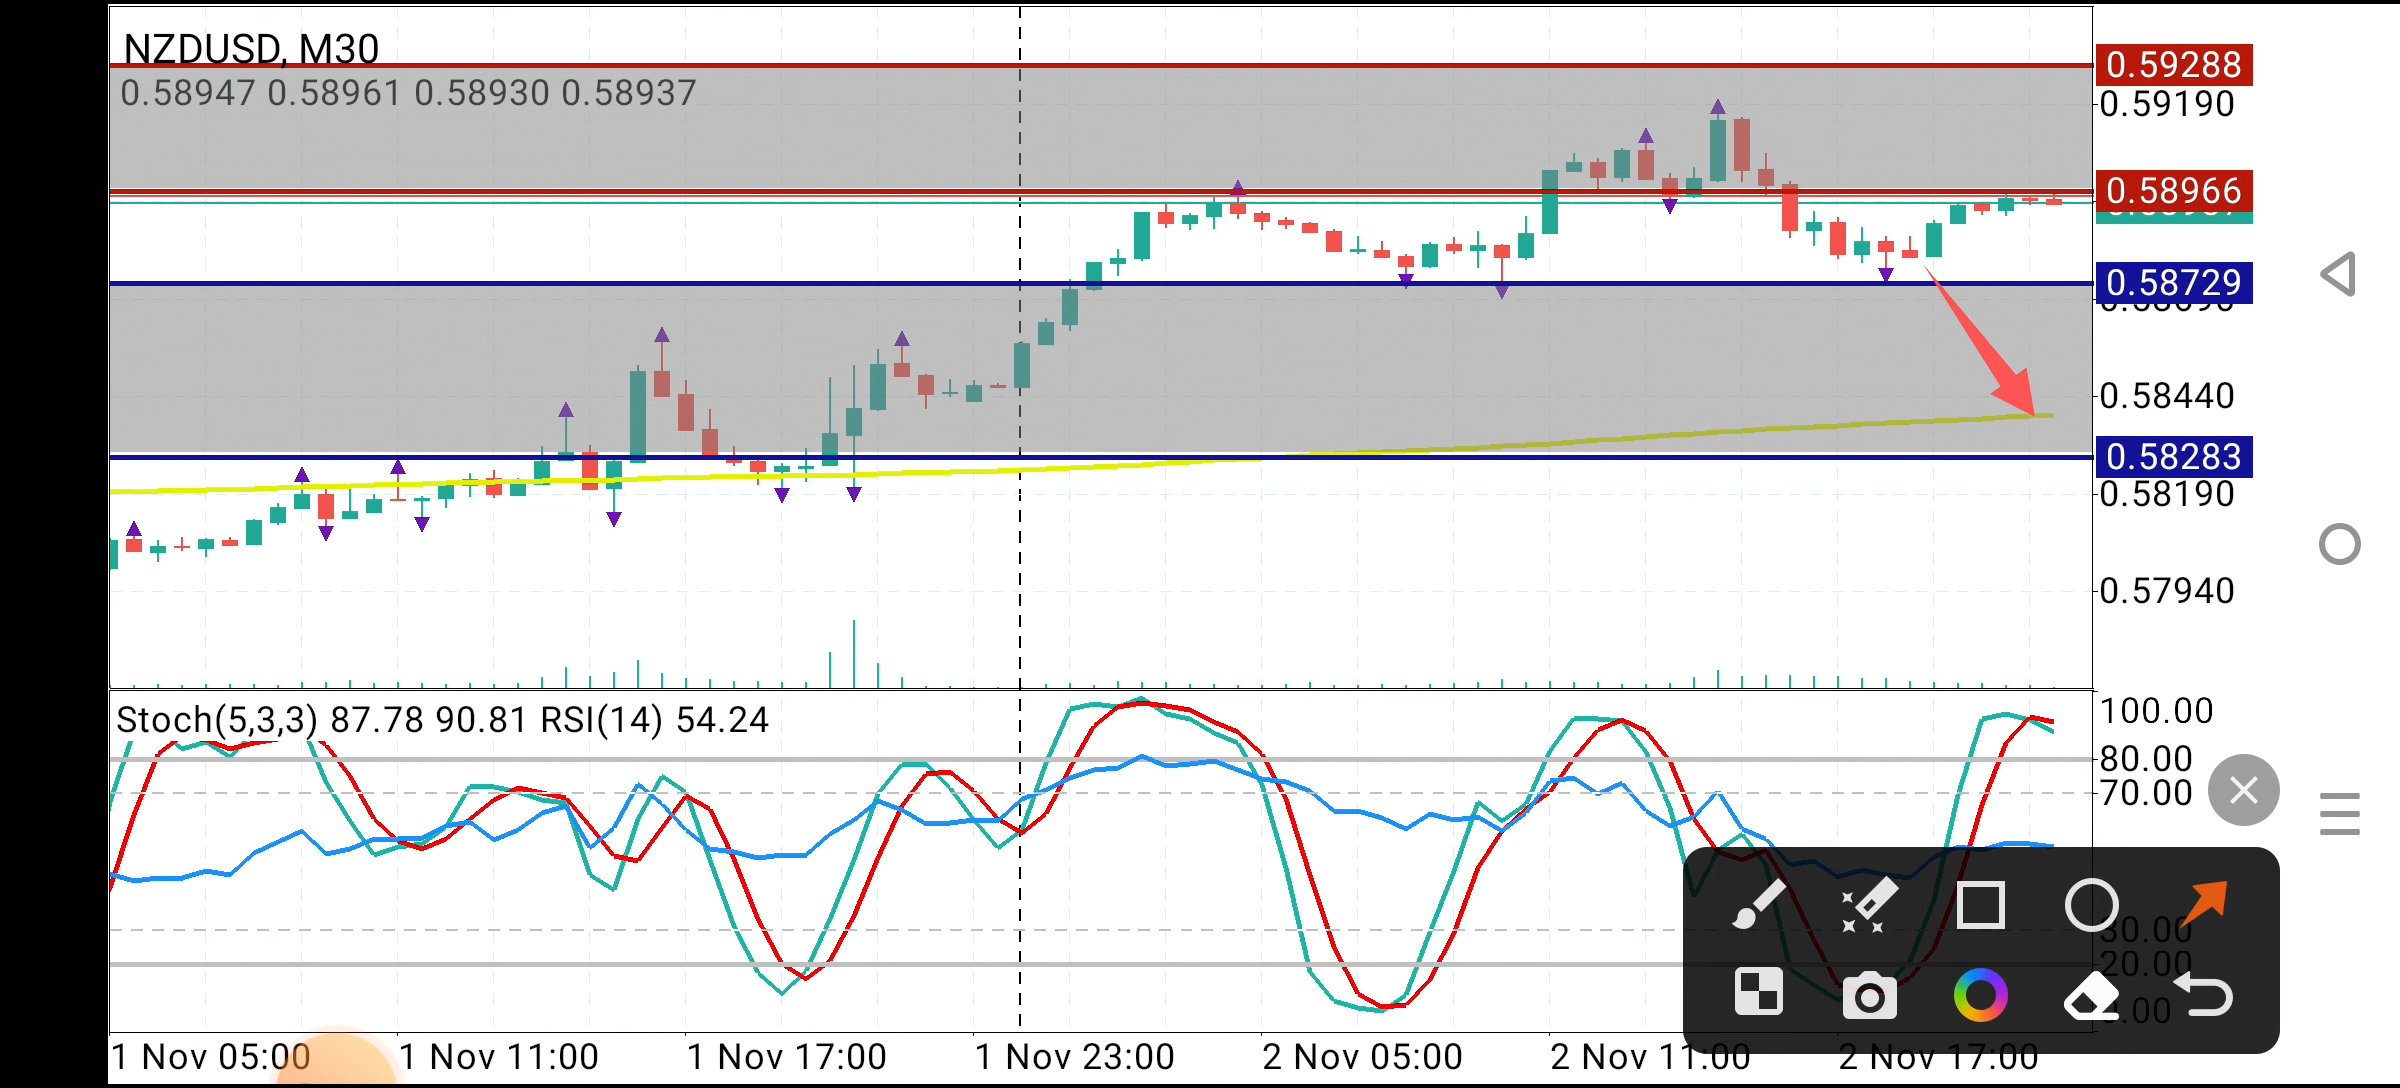 NZDUSD, M30
0.58947 0.58961 0.58930 0.58937
0.59288
0.59190
0.58966
0.58729
0.58440
0.58283
0.58190
0.57940
Stoch(5,3,3) 87.78 90.81 RSI(14) 54.24
100.00
80.00
70.00
30.00
20.00
1 Nov 05:00
1 Nov 11:00
1 Nov 17:00
1 Nov 23:00
2 Nov 05:00
2 Nov 11:00
2 Nov 17:00